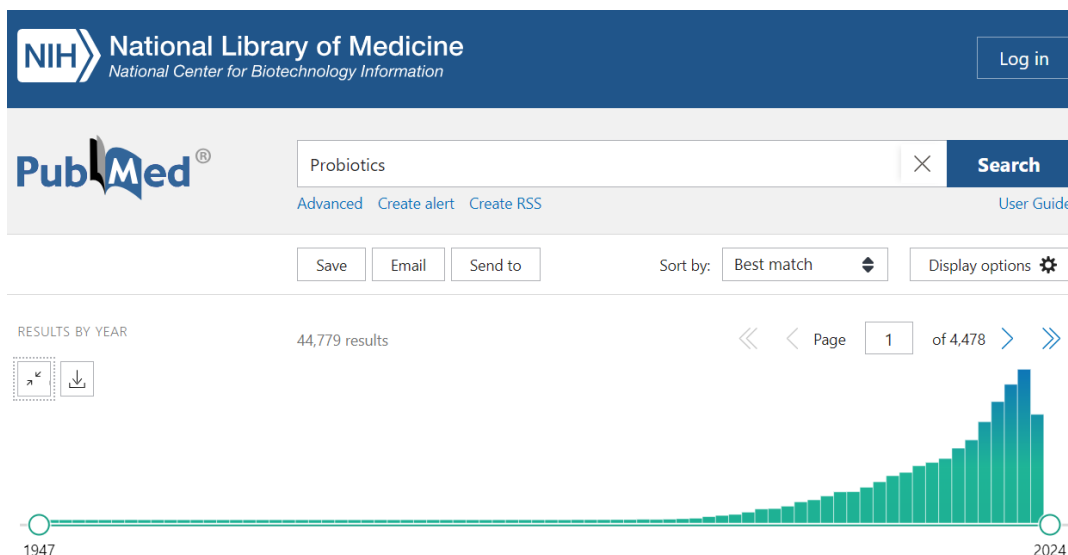 NIH National Library of Medicine
National Center for Biotechnology Information
Log in
PubMed®
Probiotics
Search
Advanced Create alert Create RSS
User Guide
Save Email Send to
Sort by: Best match
Display options
RESULTS BY YEAR
44,779 results
Page 1 of 4,478
1947
2024